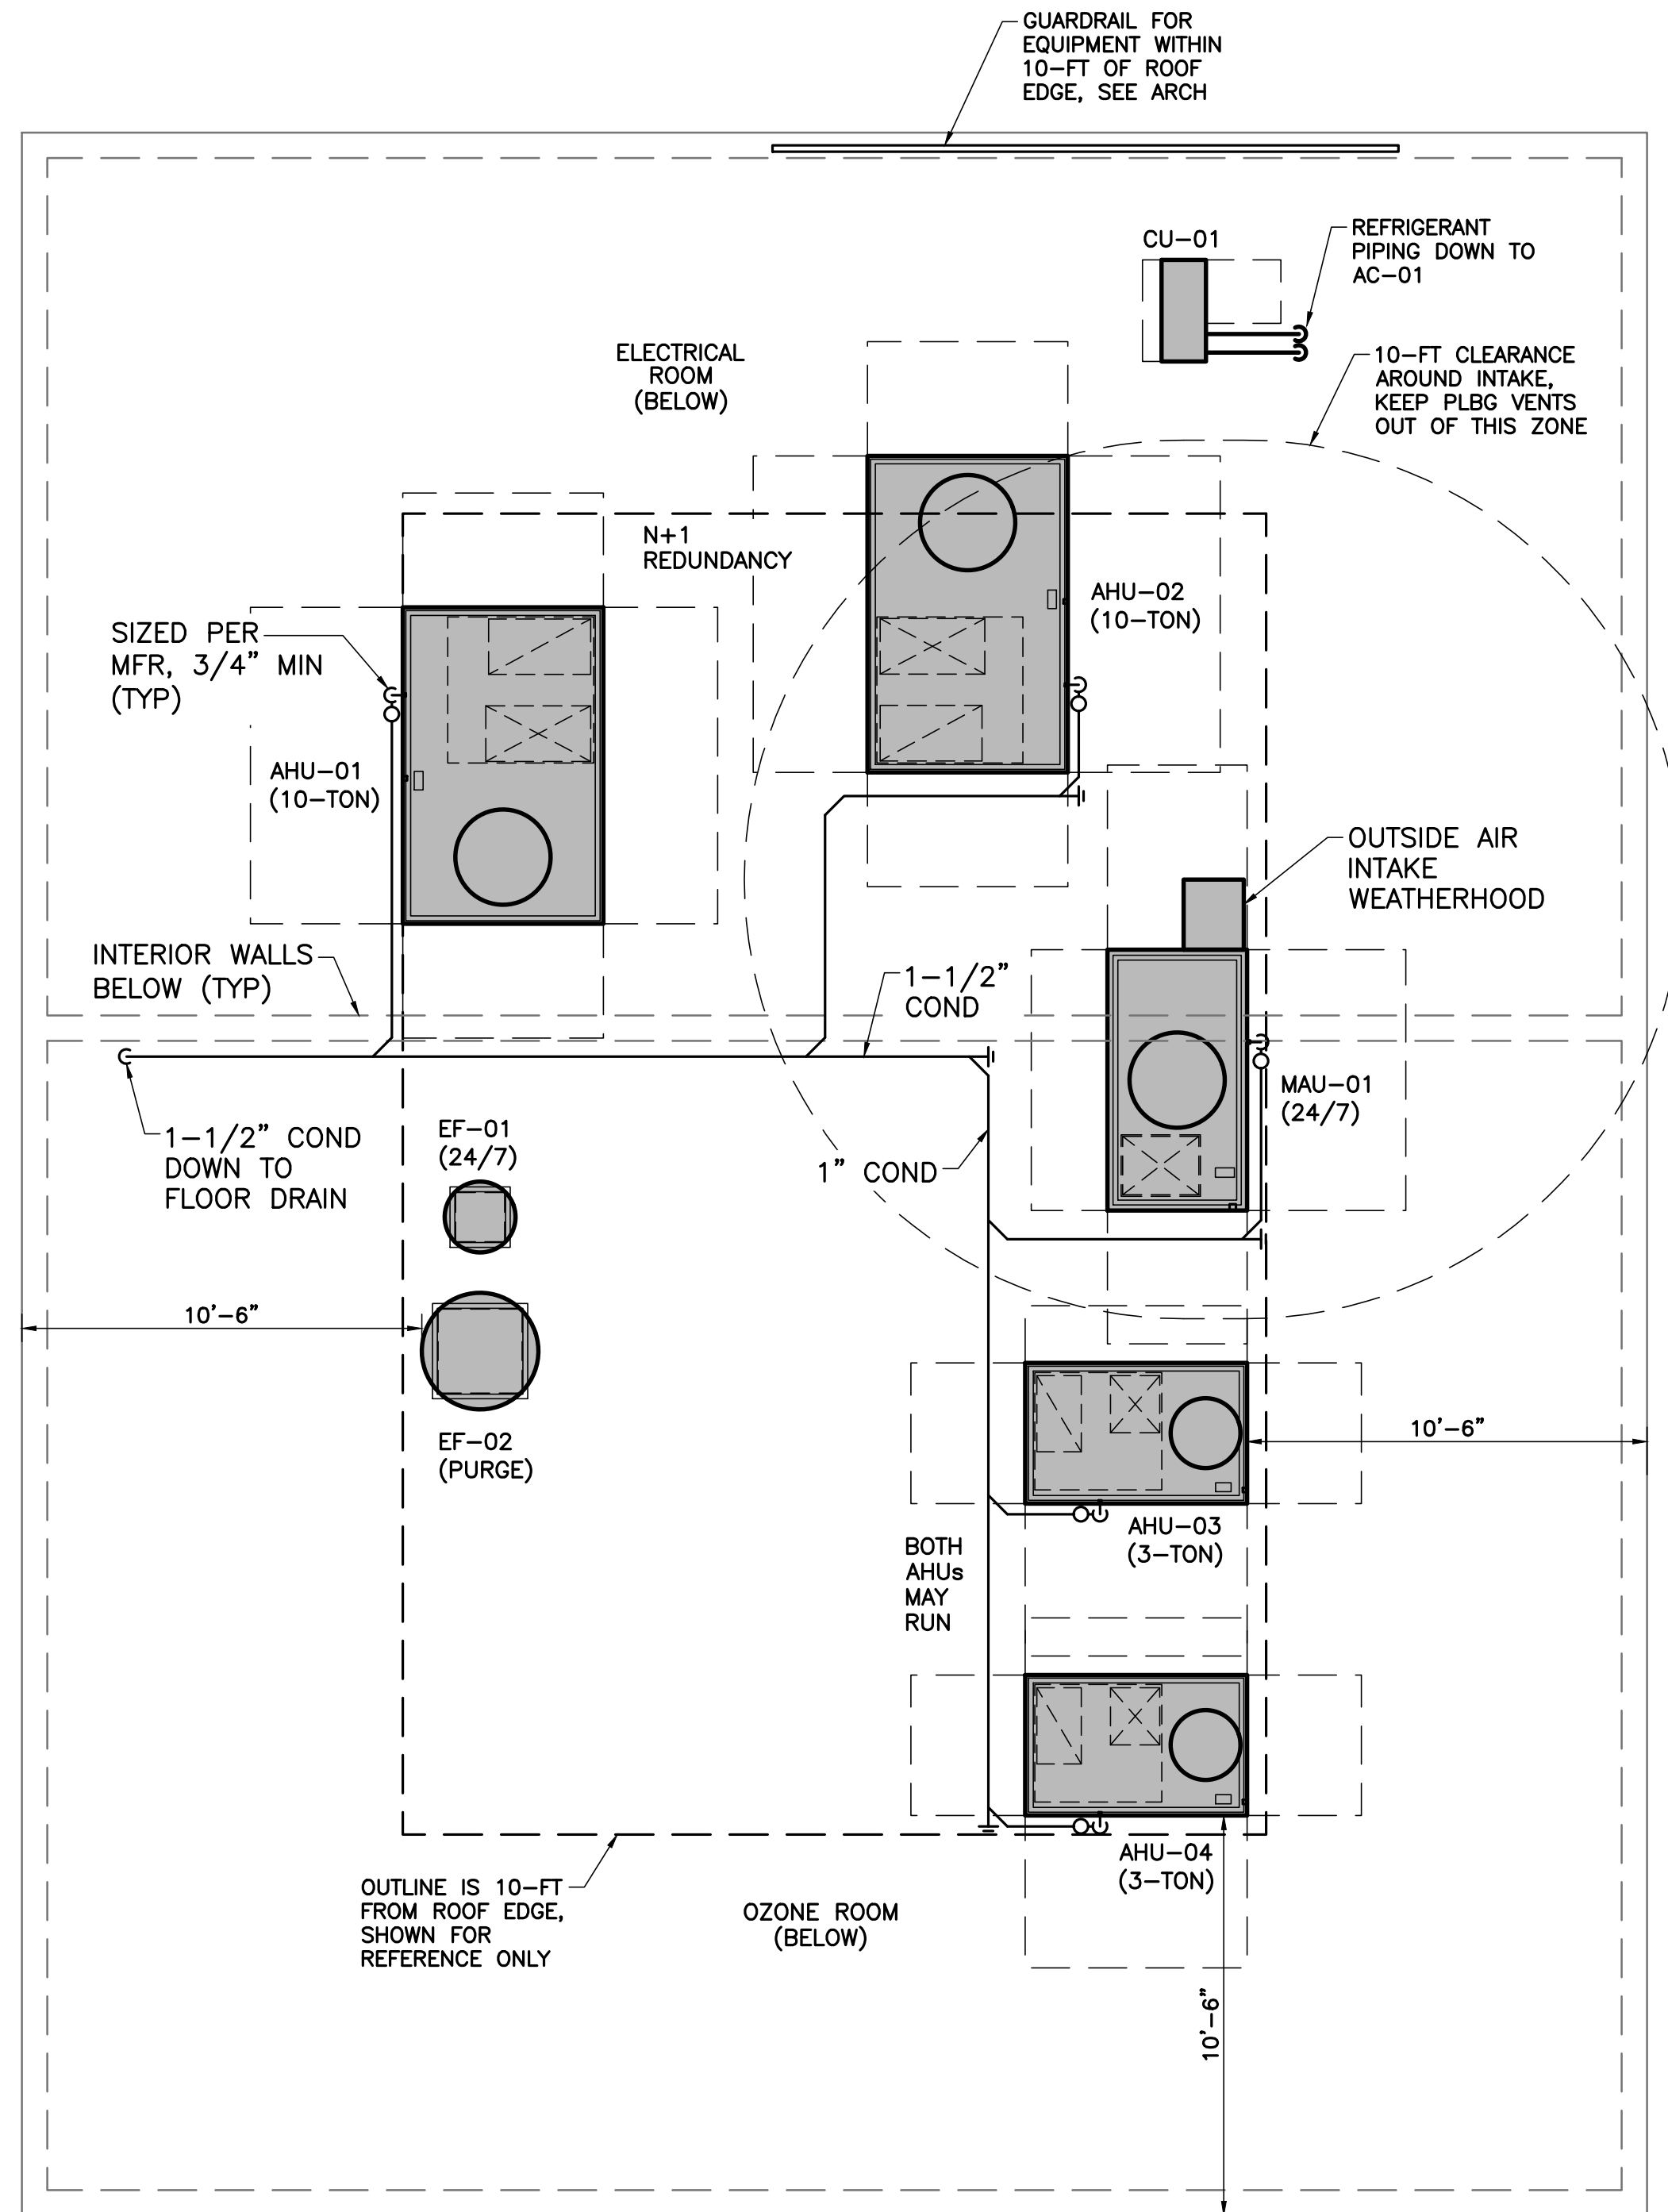 GUARDRAIL FOR
EQUIPMENT WITHIN
10-FT OF ROOF
EDGE, SEE ARCH
CU-01
REFRIGERANT
PIPING DOWN TO
AC-01
ELECTRICAL
ROOM
(BELOW)
10-FT CLEARANCE
AROUND INTAKE,
KEEP PLBG VENTS
OUT OF THIS ZONE
N+1
REDUNDANCY
AHU-02
(10-TON)
SIZED PER
MFR, 3/4" MIN
(TYP)
AHU-01
(10-TON)
OUTSIDE AIR
INTAKE
WEATHERHOOD
INTERIOR WALLS
BELOW (TYP)
1-1/2"
COND
MAU-01
(24/7)
1-1/2" COND
DOWN TO
FLOOR DRAIN
EF-01
(24/7)
1" COND
10'-6"
EF-02
(PURGE)
10'-6"
AHU-03
(3-TON)
BOTH
AHUs
MAY
RUN
AHU-04
(3-TON)
OUTLINE IS 10-FT
FROM ROOF EDGE,
SHOWN FOR
REFERENCE ONLY
OZONE ROOM
(BELOW)
10'-6"